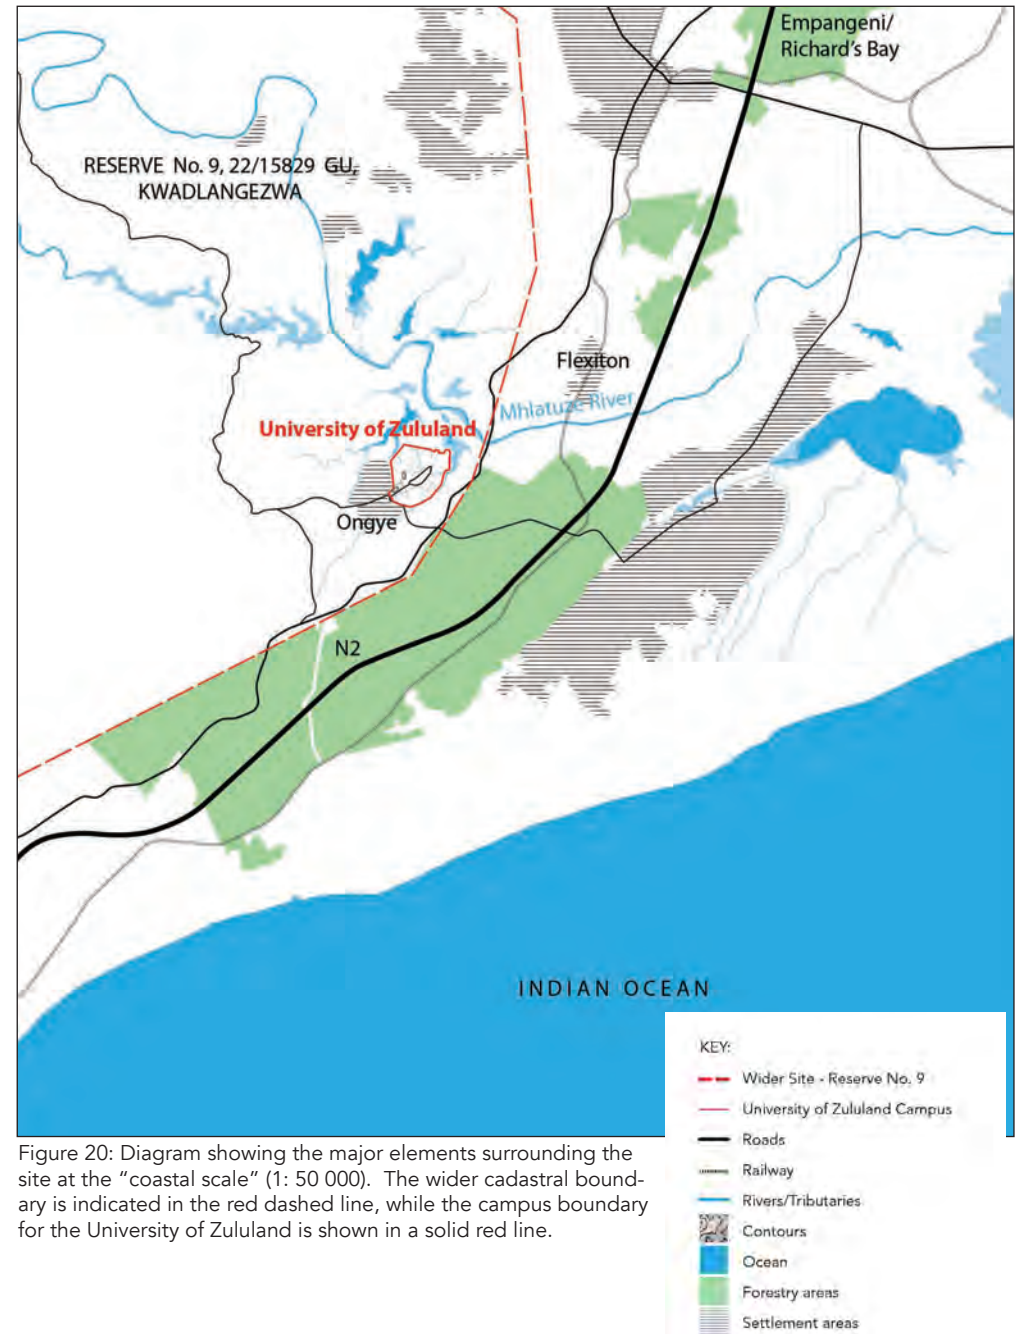 Empangeni/
Richard's Bay
RESERVE No. 9, 22/15829 GU,
KWADLANGEZWA
Flexiton
Mhlatuze River
University of Zululand
Ongye
N2
INDIAN OCEAN
KEY:
Wider Site - Reserve No. 9
University of Zululand Campus
Roads
Railway
Rivers/Tributaries
Contours
Ocean
Forestry areas
Settlement areas
Figure 20: Diagram showing the major elements surrounding the
site at the “coastal scale” (1: 50 000).  The wider cadastral bound-
ary is indicated in the red dashed line, while the campus boundary
for the University of Zululand is shown in a solid red line.